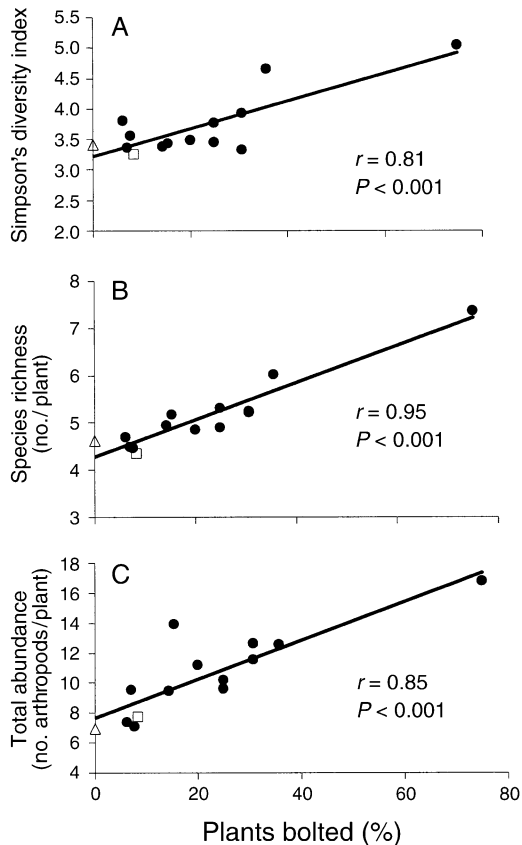 A
5.5
5.0
4.5
4.0
3.5
3.0
2.5
2.0
Simpson's diversity index
r = 0.81
P < 0.001
B
8
7
6
5
4
3
Species richness
(no./plant)
r = 0.95
P < 0.001
C
18
16
14
12
10
8
6
4
Total abundance
(no. arthropods/plant)
r = 0.85
P < 0.001
0 20 40 60 80
Plants bolted (%)